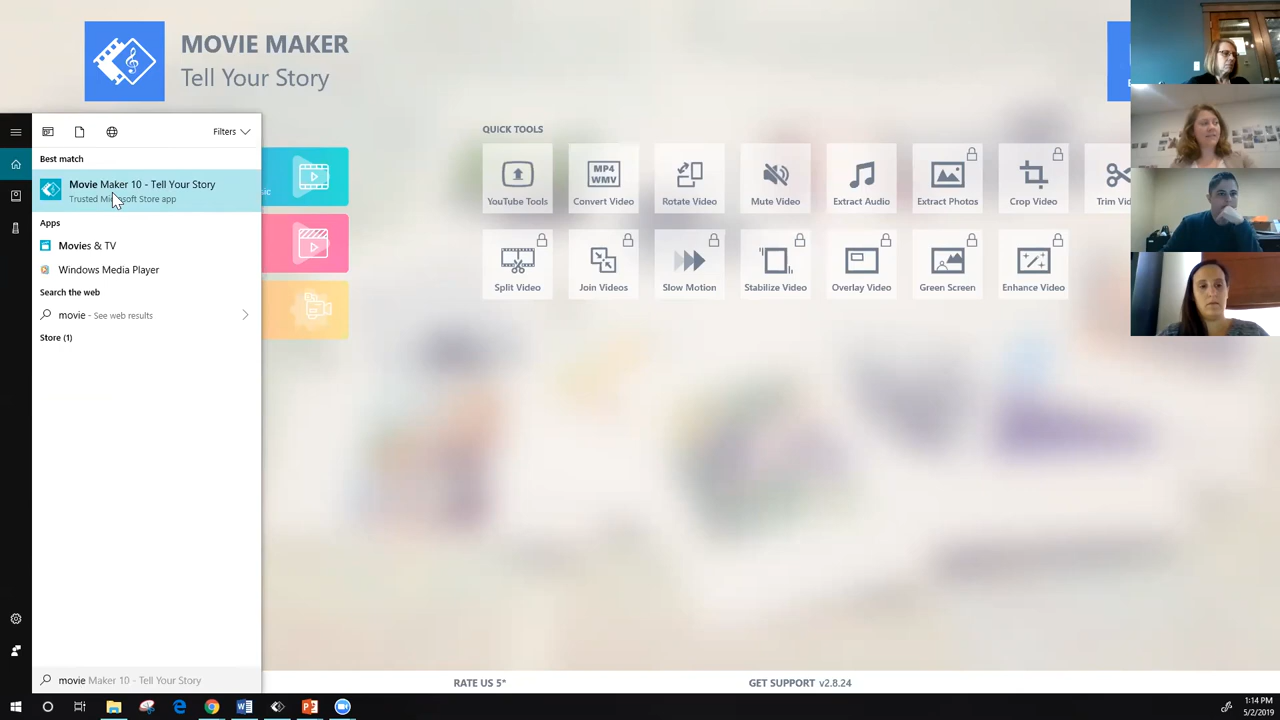 MOVIE MAKER
Tell Your Story
Filters
Best match
Movie Maker 10 - Tell Your Story
Trusted Microsoft Store app
Apps
Movies & TV
Windows Media Player
Search the web
movie - See web results
Store (1)
movie Maker 10 - Tell Your Story
QUICK TOOLS
MP4
WMV
YouTube Tools
Convert Video
Rotate Video
Mute Video
Extract Audio
Extract Photos
Crop Video
Trim Vid
Split Video
Join Videos
Slow Motion
Stabilize Video
Overlay Video
Green Screen
Enhance Video
RATE US 5*
GET SUPPORT v2.8.24
1:14 PM
5/2/2019